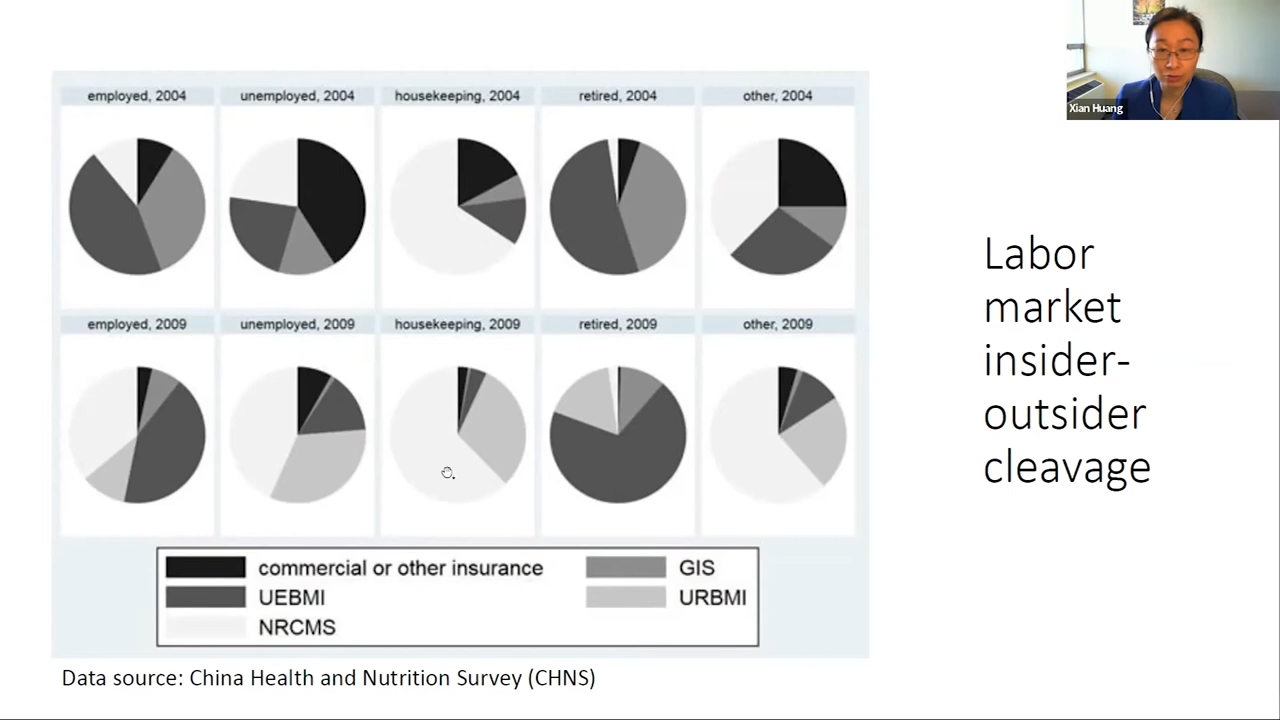 employed, 2004
unemployed, 2004
housekeeping, 2004
retired, 2004
other, 2004
employed, 2009
unemployed, 2009
housekeeping, 2009
retired, 2009
other, 2009
commercial or other insurance
GIS
UEBMI
URBMI
NRCMS
Data source: China Health and Nutrition Survey (CHNS)
Labor
market
insider-
outsider
cleavage
Xian Huang